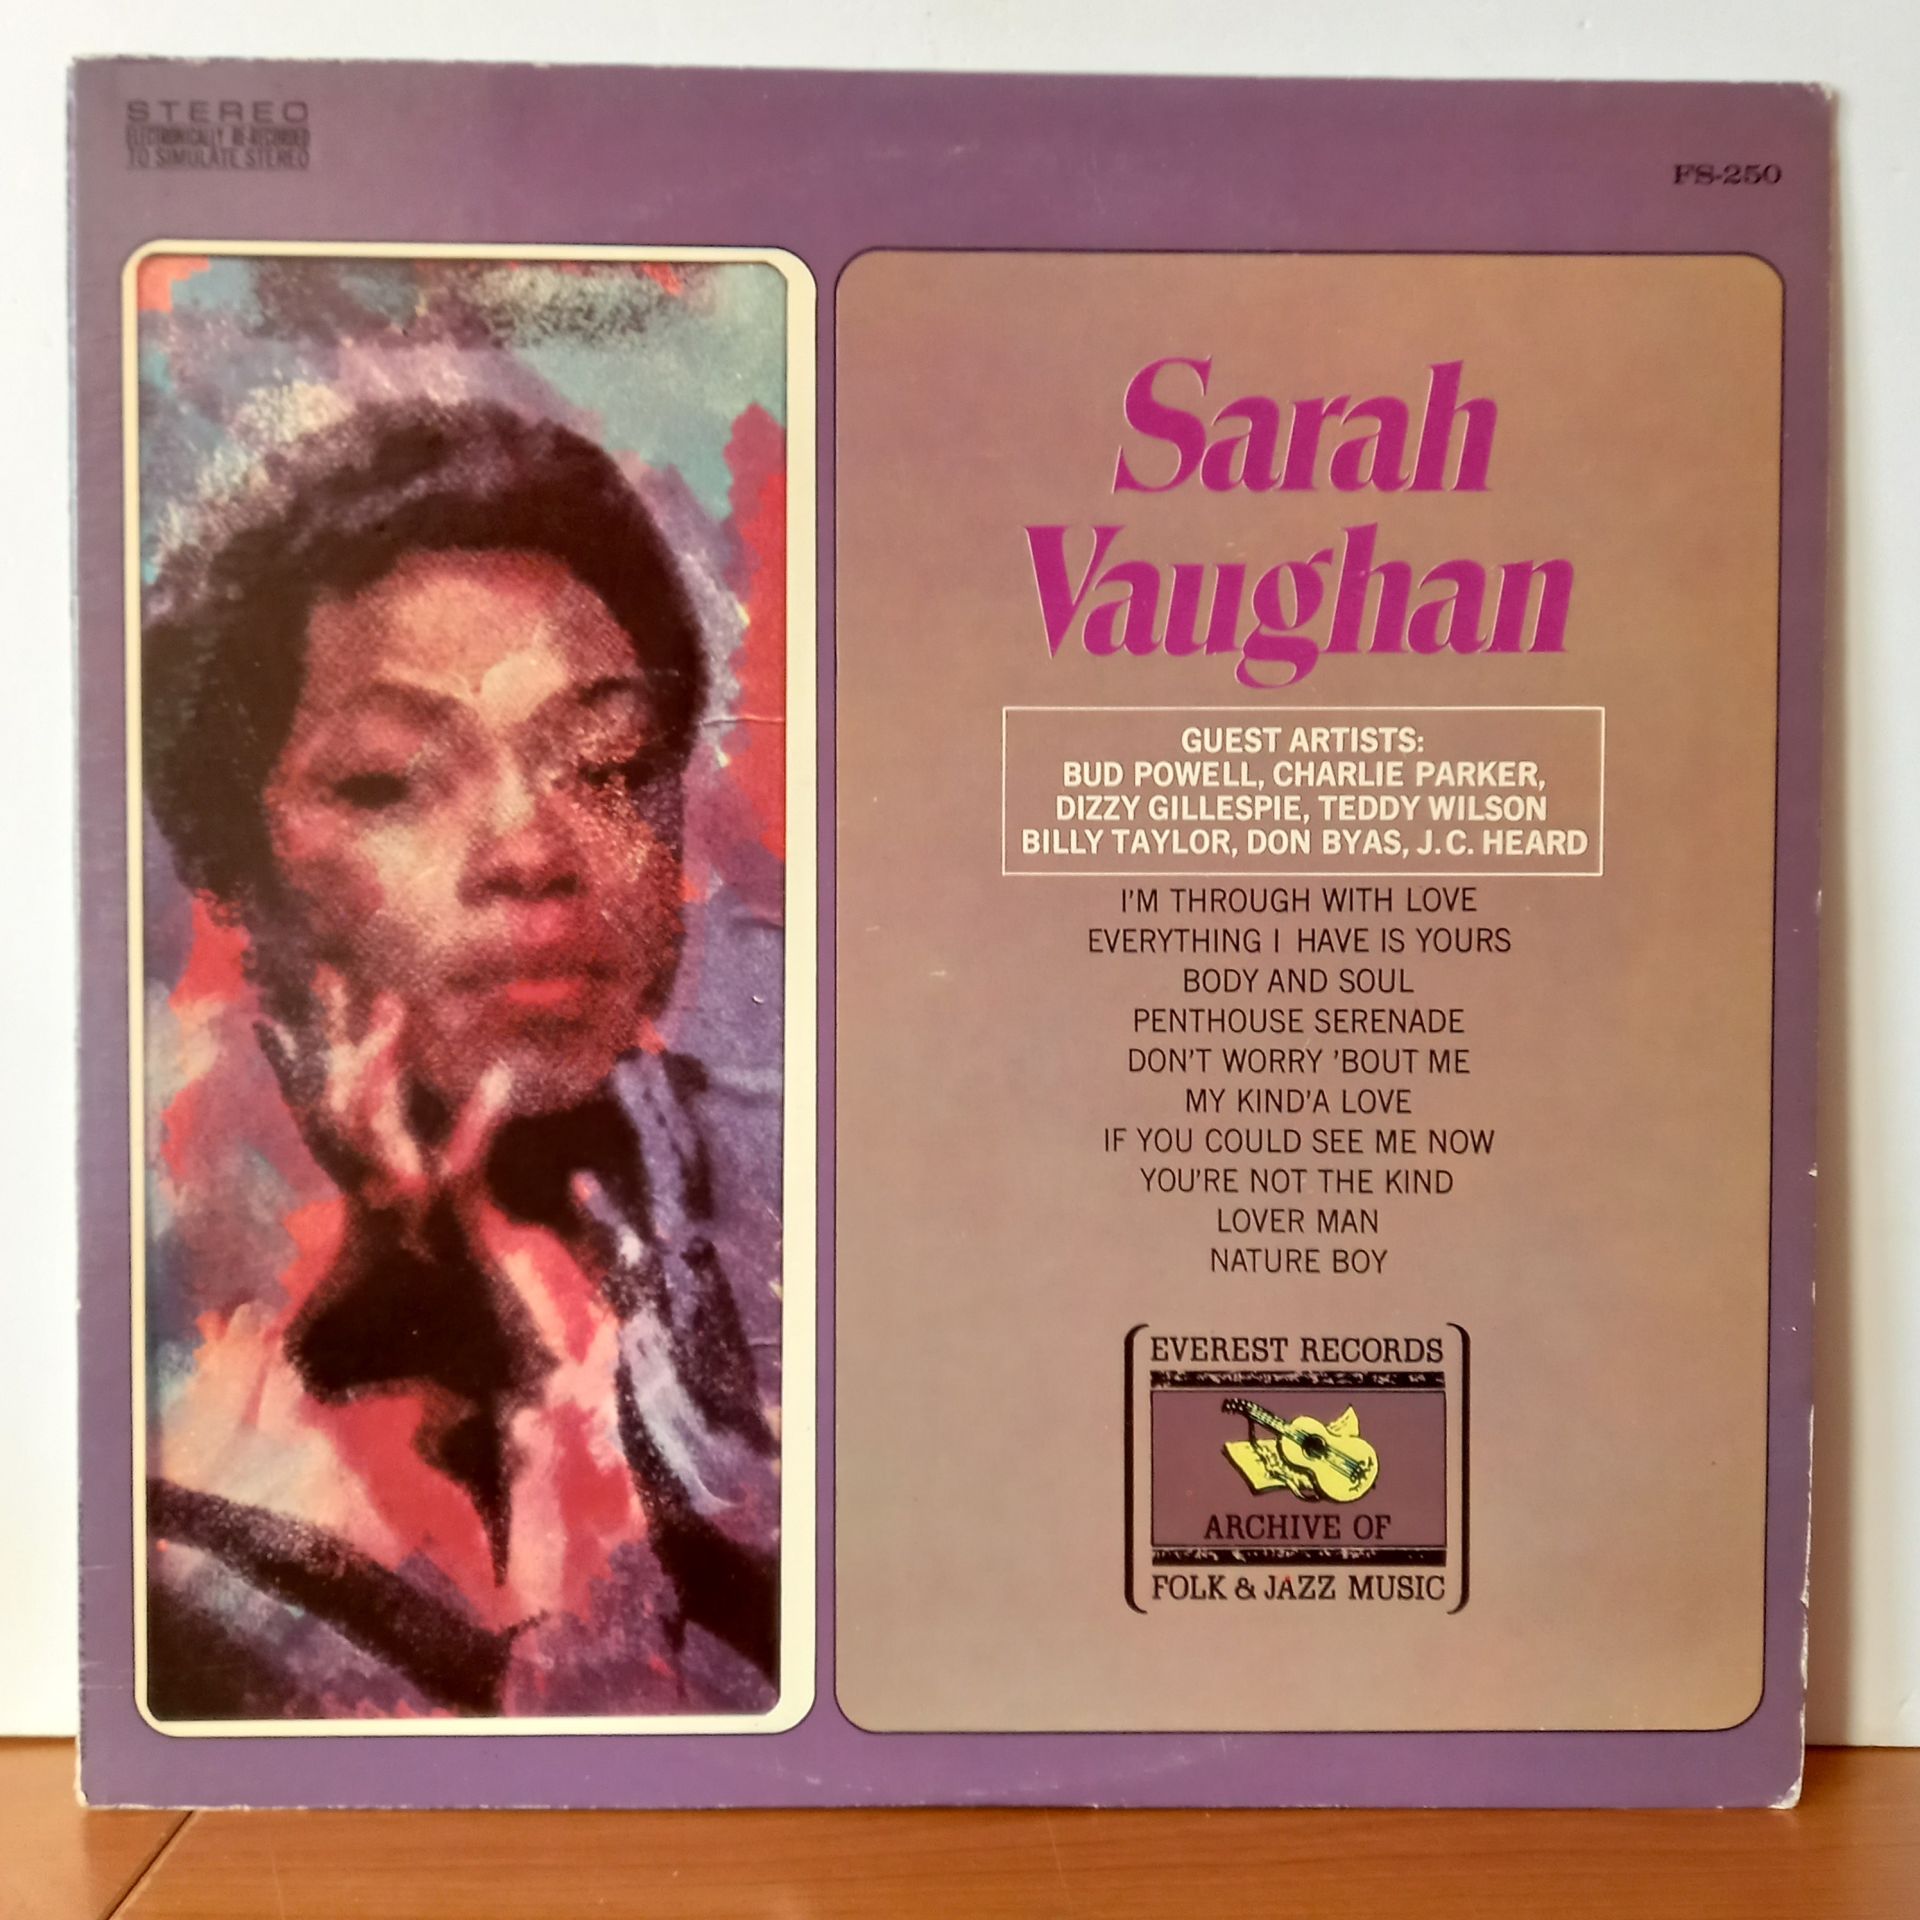 STEREO
ELECTRONICALLY RE-RECORDED
TO SIMULATE STEREO
FS-250
Sarah
Vaughan
GUEST ARTISTS:
BUD POWELL, CHARLIE PARKER,
DIZZY GILLESPIE, TEDDY WILSON
BILLY TAYLOR, DON BYAS, J.C. HEARD
I'M THROUGH WITH LOVE
EVERYTHING I HAVE IS YOURS
BODY AND SOUL
PENTHOUSE SERENADE
DON'T WORRY 'BOUT ME
MY KIND'A LOVE
IF YOU COULD SEE ME NOW
YOU'RE NOT THE KIND
LOVER MAN
NATURE BOY
EVEREST RECORDS
ARCHIVE OF
FOLK & JAZZ MUSIC